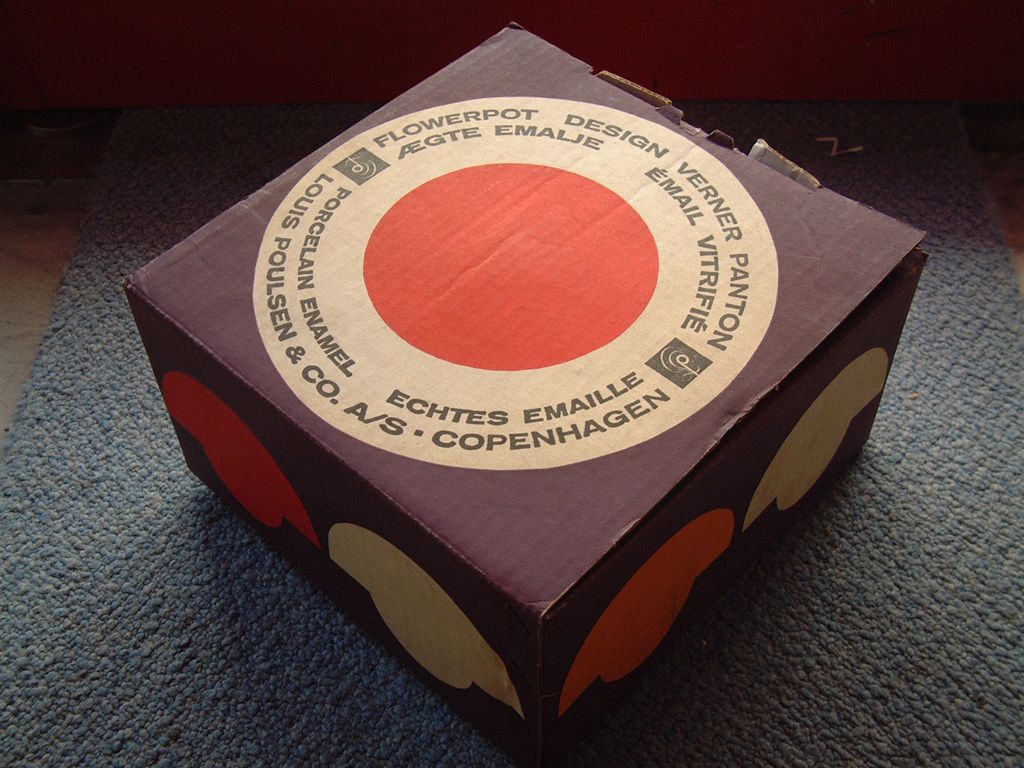 FLOWERPOT DESIGN VERNER PANTON
ÆGTE EMALJE
ÉMAIL VITRIFIÉ
PORCELAIN ENAMEL
LOUIS POULSEN & CO. A/S · COPENHAGEN
ECHTES EMAILLE